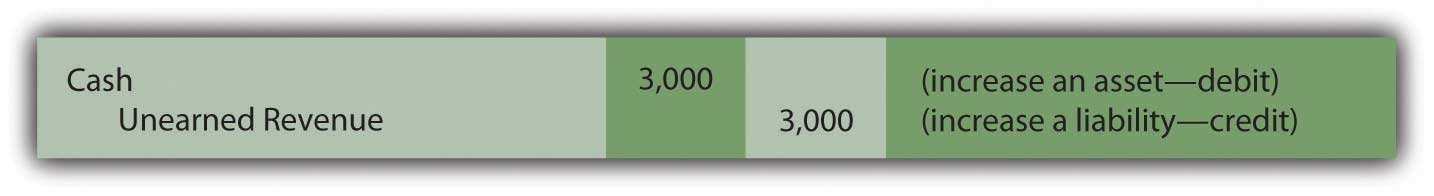 Cash 3,000 (increase an asset—debit)
Unearned Revenue 3,000 (increase a liability—credit)